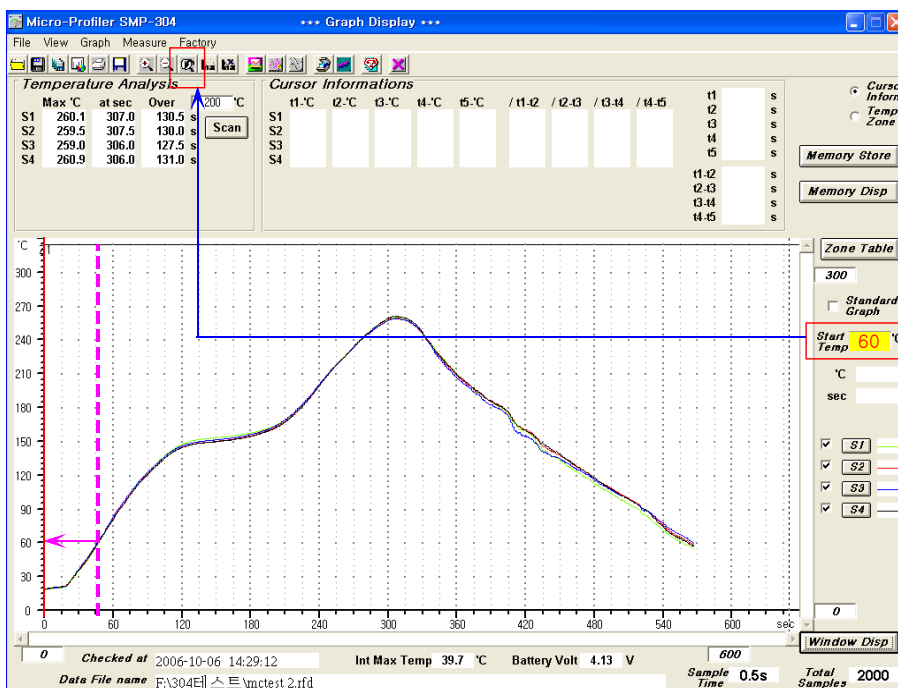 Micro-Profiler SMP-304 *** Graph Display ***
File View Graph Measure Factory
Temperature Analysis
Max °C at sec Over 200 °C
S1 260.1 307.0 130.5 s
S2 259.5 307.5 130.0 s
S3 259.0 306.0 127.5 s
S4 260.9 306.0 131.0 s
Scan
Cursor Informations
t1-°C t2-°C t3-°C t4-°C t5-°C / t1-t2 / t2-t3 / t3-t4 / t4-t5
S1
S2
S3
S4
t1 s
t2 s
t3 s
t4 s
t5 s
t1-t2 s
t2-t3 s
t3-t4 s
t4-t5 s
Curso
Inform
Temp
Zone
Memory Store
Memory Disp
°C
300
270
240
210
180
150
120
90
60
30
0
0 60 120 180 240 300 360 420 480 540 600 sec
Zone Table
300
Standard
Graph
Start
Temp 60 °C
°C
sec
S1
S2
S3
S4
0
Window Disp
0 600
Checked at 2006-10-06 14:29:12 Int Max Temp 39.7 °C Battery Volt 4.13 V
Data File name F:\304테스트\mctest 2.rfd
Sample
Time 0.5s
Total
Samples 2000